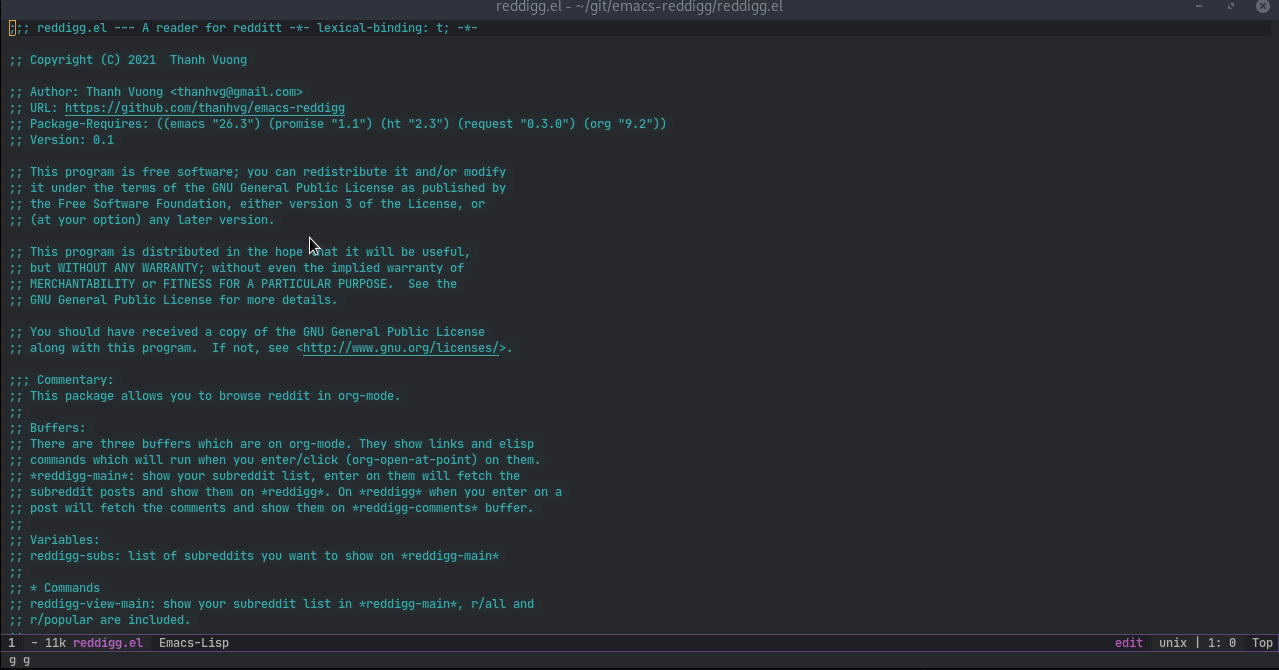 reddigg.el - ~/git/emacs-reddigg/reddigg.el
;;; reddigg.el --- A reader for redditt -*- lexical-binding: t; -*-
;; Copyright (C) 2021  Thanh Vuong
;; Author: Thanh Vuong <thanhvg@gmail.com>
;; URL: https://github.com/thanhvg/emacs-reddigg
;; Package-Requires: ((emacs "26.3") (promise "1.1") (ht "2.3") (request "0.3.0") (org "9.2"))
;; Version: 0.1
;; This program is free software; you can redistribute it and/or modify
;; it under the terms of the GNU General Public License as published by
;; the Free Software Foundation, either version 3 of the License, or
;; (at your option) any later version.
;; This program is distributed in the hope that it will be useful,
;; but WITHOUT ANY WARRANTY; without even the implied warranty of
;; MERCHANTABILITY or FITNESS FOR A PARTICULAR PURPOSE.  See the
;; GNU General Public License for more details.
;; You should have received a copy of the GNU General Public License
;; along with this program.  If not, see <http://www.gnu.org/licenses/>.
;;; Commentary:
;; This package allows you to browse reddit in org-mode.
;;
;; Buffers:
;; There are three buffers which are on org-mode. They show links and elisp
;; commands which will run when you enter/click (org-open-at-point) on them.
;; *reddigg-main*: show your subreddit list, enter on them will fetch the
;; subreddit posts and show them on *reddigg*. On *reddigg* when you enter on a
;; post will fetch the comments and show them on *reddigg-comments* buffer.
;;
;; Variables:
;; reddigg-subs: list of subreddits you want to show on *reddigg-main*
;;
;; * Commands
;; reddigg-view-main: show your subreddit list in *reddigg-main*, r/all and
;; r/popular are included.
1 - 11k reddigg.el Emacs-Lisp edit unix | 1: 0 Top
g g